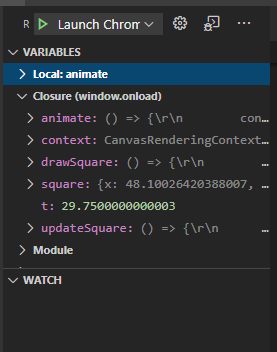 R Launch Chrom
VARIABLES
Local: animate
Closure (window.onload)
animate: () => {\r\n con…
context: CanvasRenderingContext…
drawSquare: () => {\r\n …
square: {x: 48.10026420388007, …
t: 29.7500000000003
updateSquare: () => {\r\n …
Module
WATCH